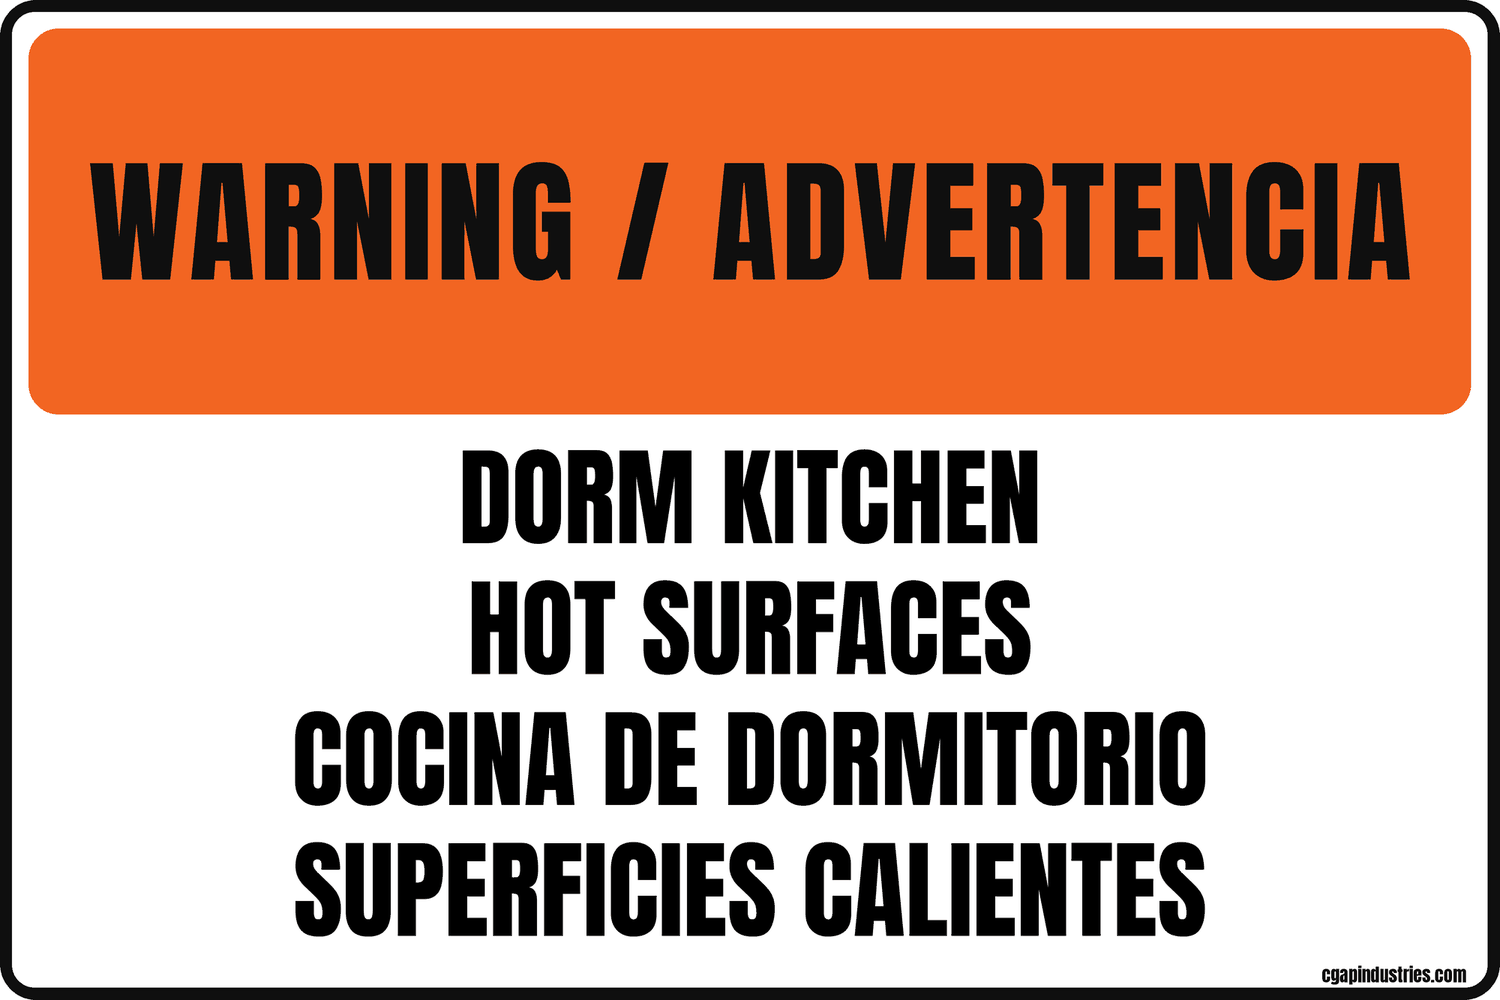 WARNING / ADVERTENCIA
DORM KITCHEN
HOT SURFACES
COCINA DE DORMITORIO
SUPERFICIES CALIENTES
cgapindustries.com